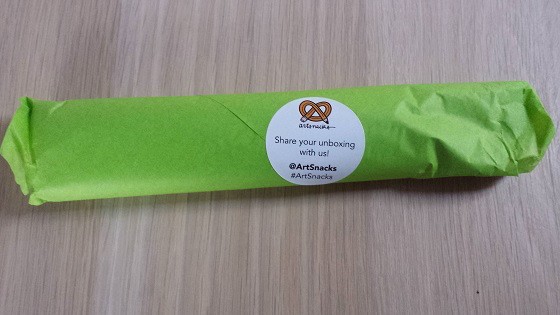 artsnacks
Share your unboxing
with us!
@ArtSnacks
#ArtSnacks